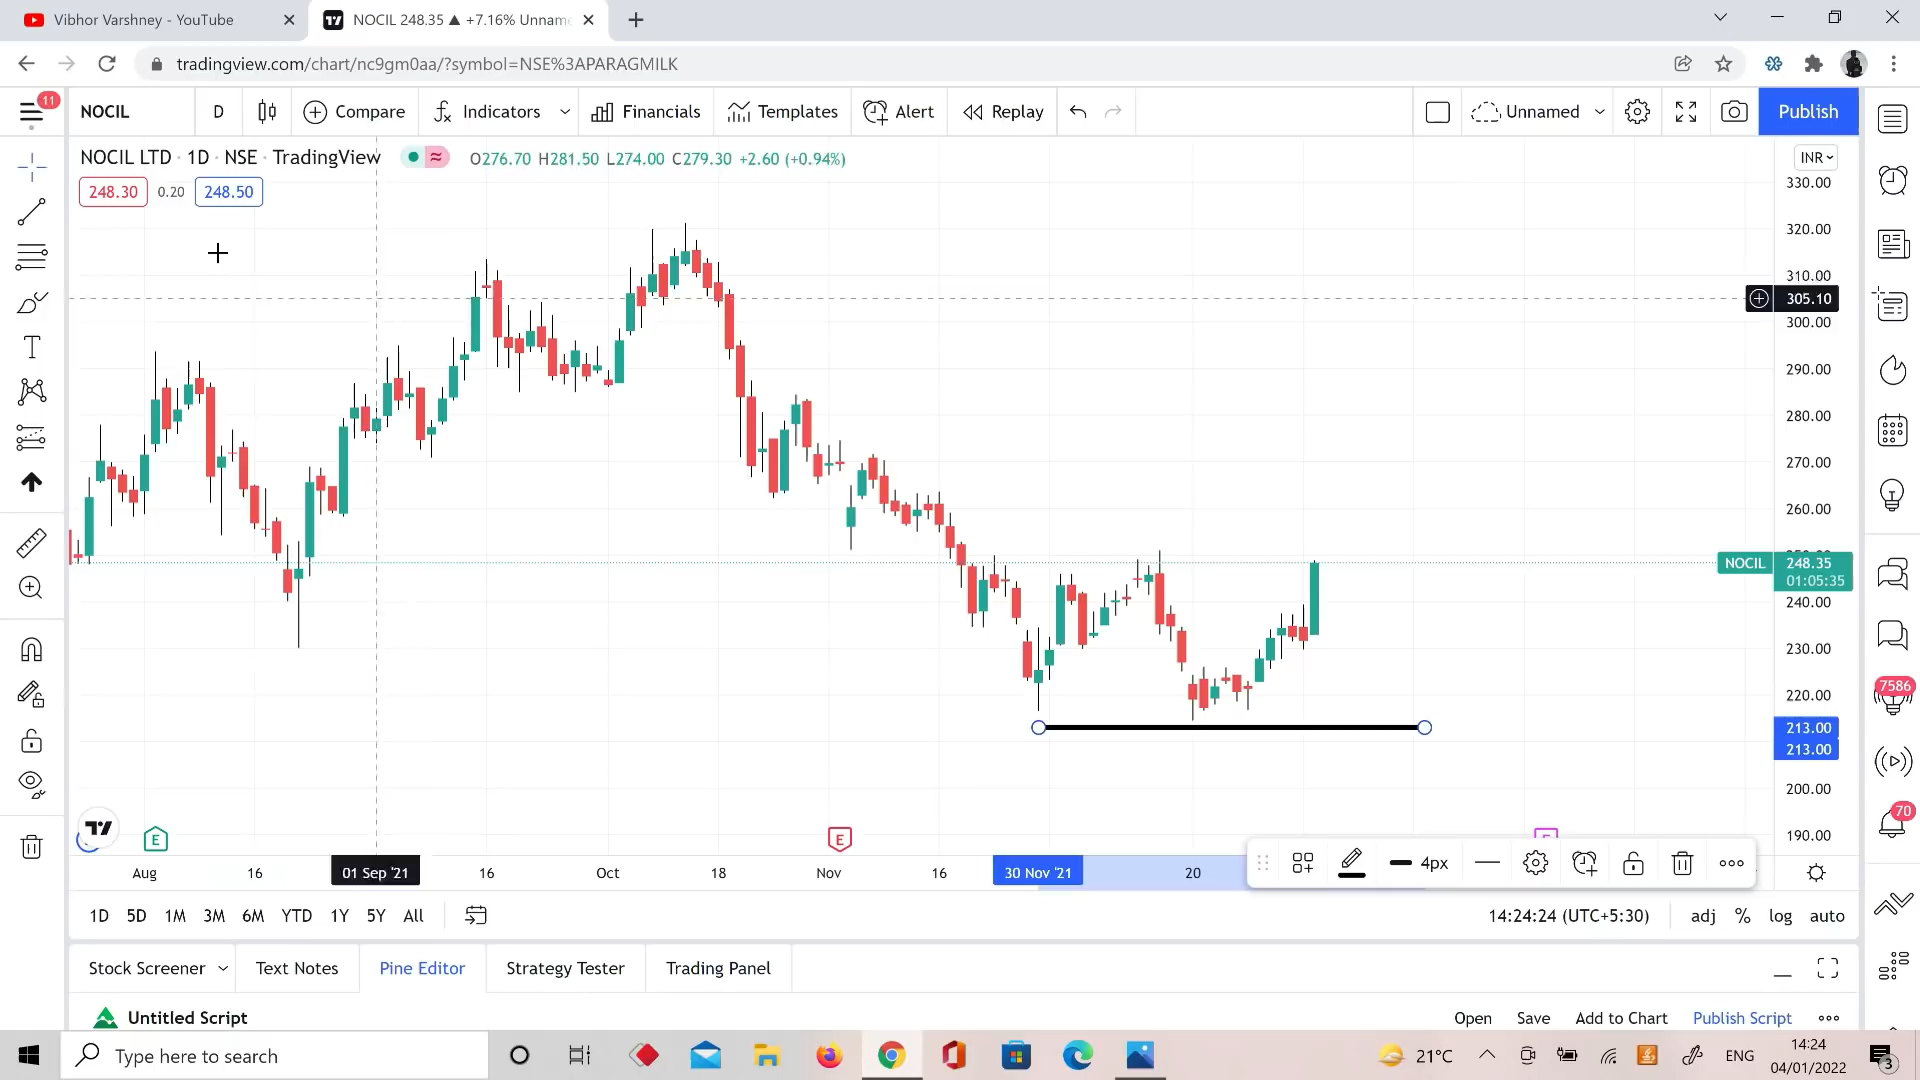 Vibhor Varshney - YouTube
NOCIL 248.35 ▲ +7.16% Unnam
tradingview.com/chart/nc9gm0aa/?symbol=NSE%3APARAGMILK
11
NOCIL
D
Compare
Indicators
Financials
Templates
Alert
Replay
Unnamed
Publish
NOCIL LTD · 1D · NSE · TradingView
O276.70 H281.50 L274.00 C279.30 +2.60 (+0.94%)
INR
248.30 0.20 248.50
330.00
320.00
310.00
305.10
300.00
290.00
280.00
270.00
260.00
NOCIL 248.35
01:05:35
240.00
230.00
220.00
213.00
213.00
200.00
190.00
7586
70
E
E
4px
Aug 16 01 Sep '21 16 Oct 18 Nov 16 30 Nov '21 20
1D 5D 1M 3M 6M YTD 1Y 5Y All
14:24:24 (UTC+5:30) adj % log auto
Stock Screener
Text Notes
Pine Editor
Strategy Tester
Trading Panel
Untitled Script
Open Save Add to Chart Publish Script
Type here to search
21°C
ENG
14:24
04/01/2022
3